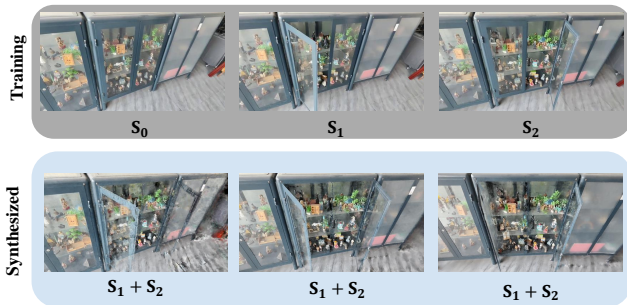 Training
S₀
S₁
S₂
Synthesized
S₁ + S₂
S₁ + S₂
S₁ + S₂